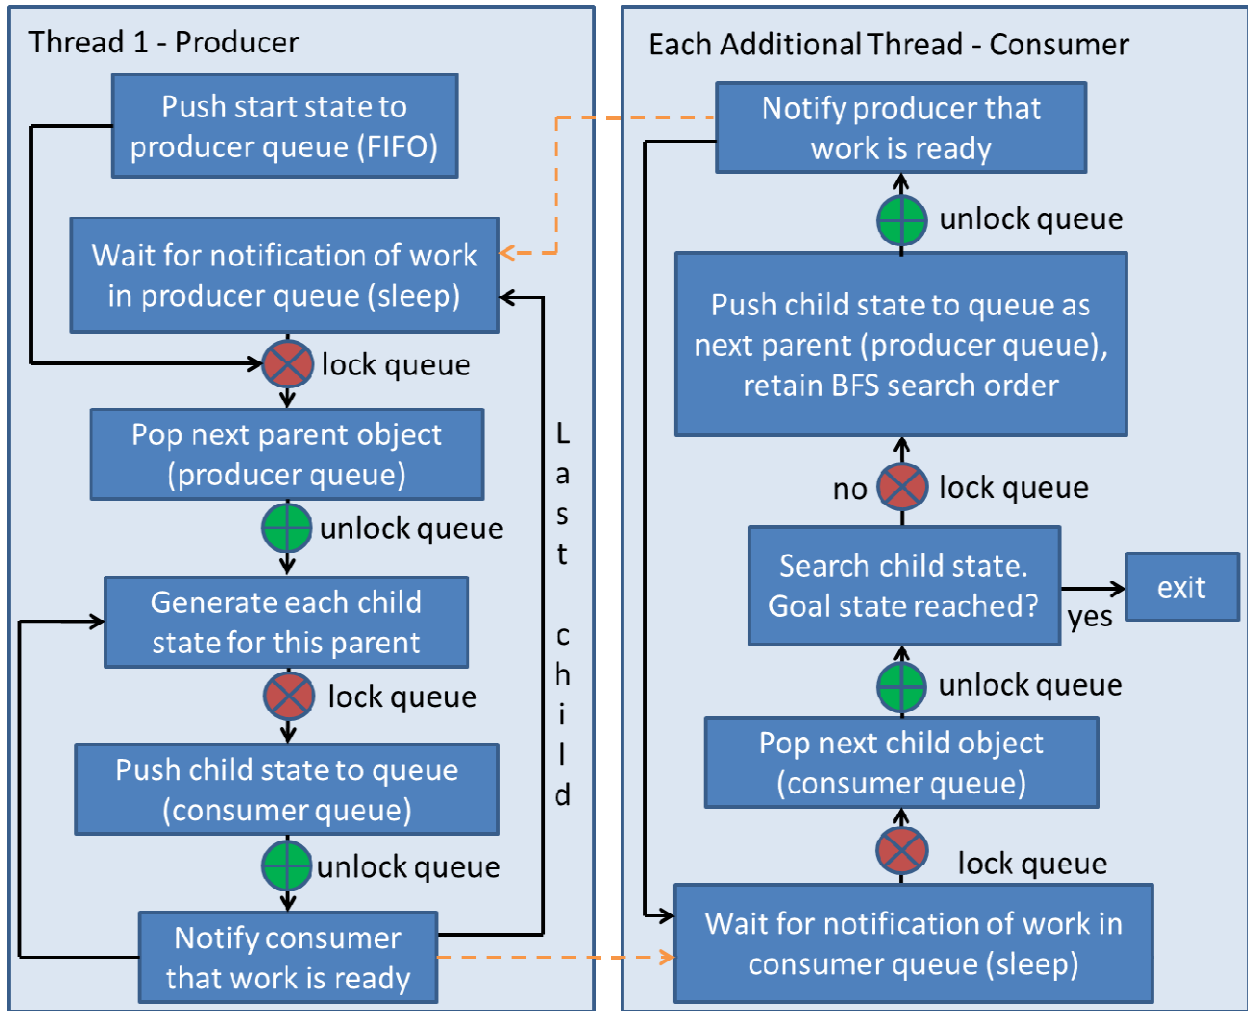 Thread 1 - Producer
Push start state to
producer queue (FIFO)
Wait for notification of work
in producer queue (sleep)
lock queue
Pop next parent object
(producer queue)
unlock queue
Generate each child
state for this parent
lock queue
Push child state to queue
(consumer queue)
unlock queue
Notify consumer
that work is ready
Last child
Each Additional Thread - Consumer
Notify producer that
work is ready
unlock queue
Push child state to queue as
next parent (producer queue),
retain BFS search order
no
lock queue
Search child state.
Goal state reached?
yes
exit
unlock queue
Pop next child object
(consumer queue)
lock queue
Wait for notification of work in
consumer queue (sleep)